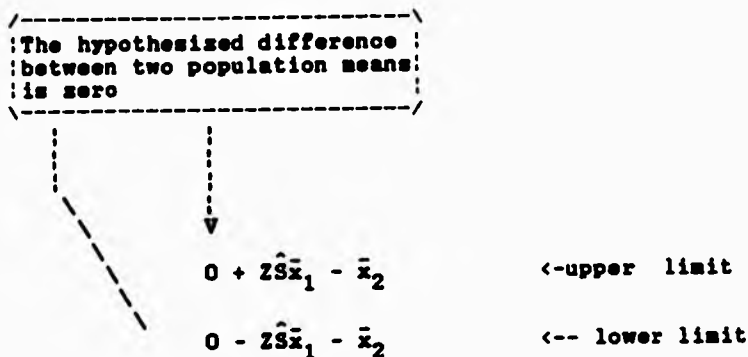 The hypothesized difference
between two population means
is zero
0 + ZŜx̄₁ - x̄₂ <-upper limit
0 - ZŜx̄₁ - x̄₂ <-- lower limit